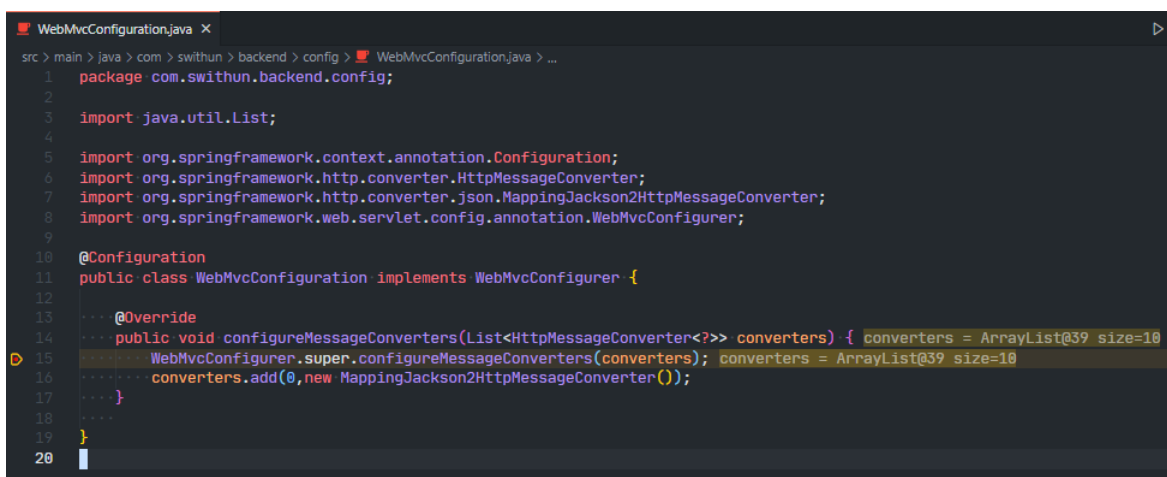 WebMvcConfiguration.java ×
src > main > java > com > swithun > backend > config > WebMvcConfiguration.java > ...
1 package com.swithun.backend.config;
2
3 import java.util.List;
4
5 import org.springframework.context.annotation.Configuration;
6 import org.springframework.http.converter.HttpMessageConverter;
7 import org.springframework.http.converter.json.MappingJackson2HttpMessageConverter;
8 import org.springframework.web.servlet.config.annotation.WebMvcConfigurer;
9
10 @Configuration
11 public class WebMvcConfiguration implements WebMvcConfigurer {
12
13 @Override
14 public void configureMessageConverters(List<HttpMessageConverter<?>> converters) { converters = ArrayList@39 size=10
15 WebMvcConfigurer.super.configureMessageConverters(converters); converters = ArrayList@39 size=10
16 converters.add(0,new MappingJackson2HttpMessageConverter());
17 }
18
19 }
20